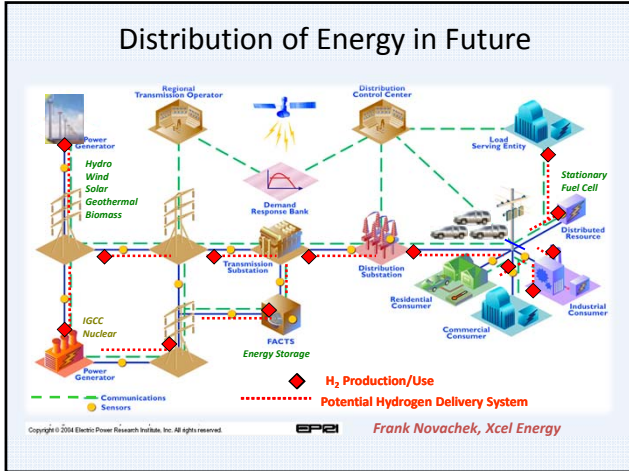 Distribution of Energy in Future
Regional
Transmission Operator
Distribution
Control Center
Power
Generator
Load
Serving Entity
Hydro
Wind
Solar
Geothermal
Biomass
Stationary
Fuel Cell
Demand
Response Bank
Distributed
Resource
Transmission
Substation
Distribution
Substation
Residential
Consumer
Industrial
Consumer
IGCC
Nuclear
FACTS
Energy Storage
Commercial
Consumer
Power
Generator
H₂ Production/Use
Communications
Sensors
Potential Hydrogen Delivery System
Copyright © 2004 Electric Power Research Institute, Inc. All rights reserved.
EPRI
Frank Novachek, Xcel Energy